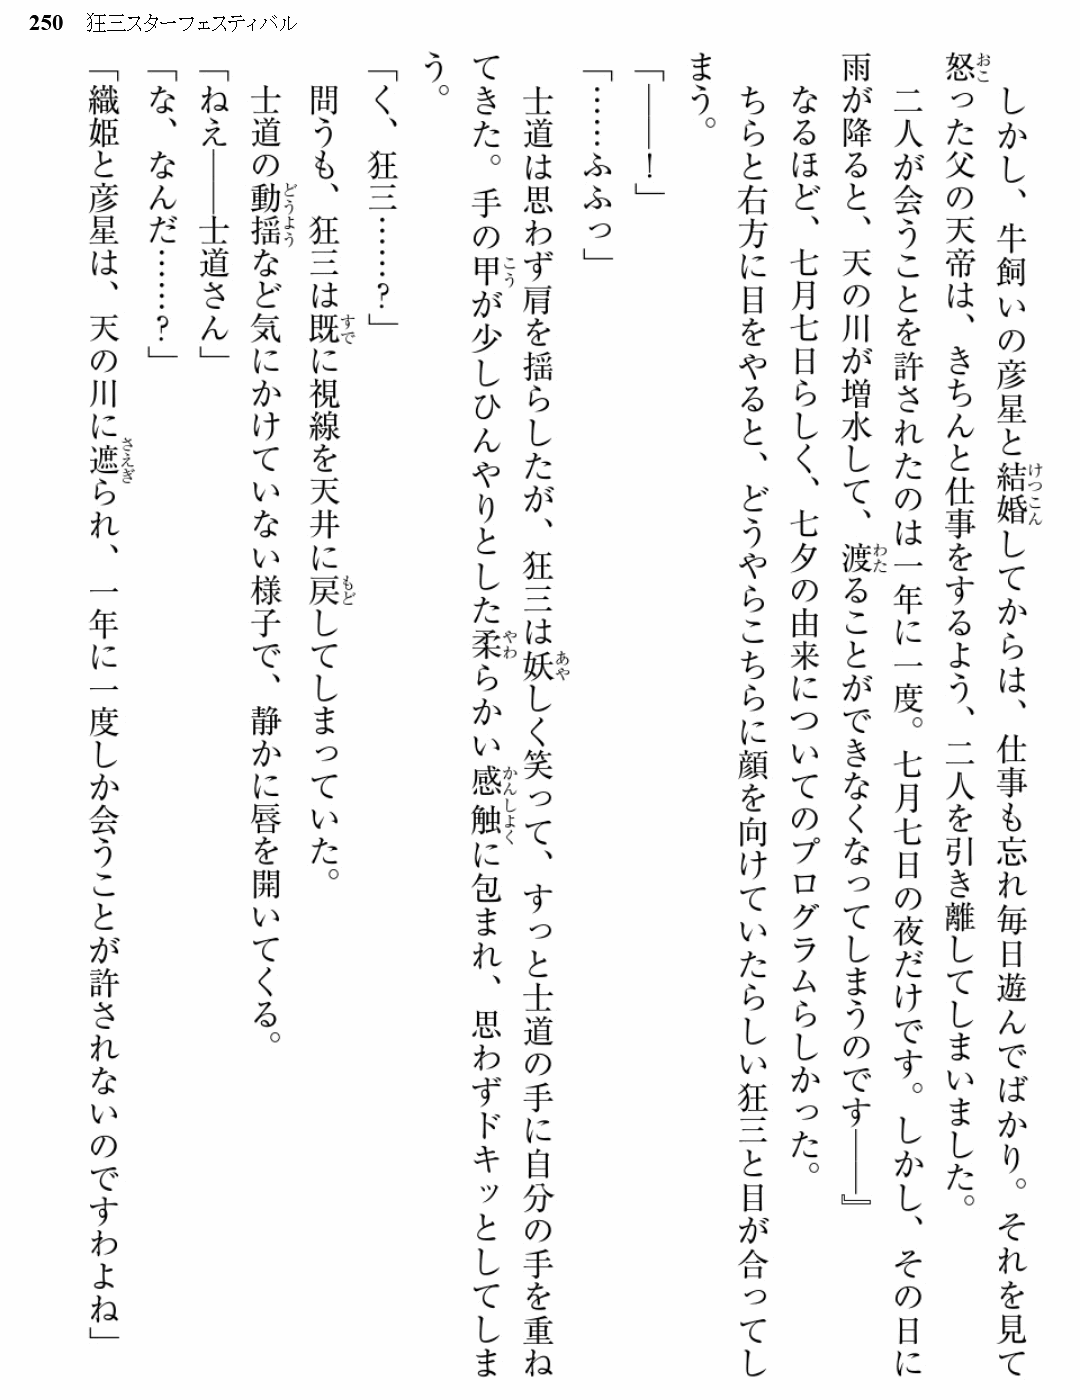 250 狂三スターフェスティバル
しかし、牛飼いの彦星と結婚してからは、仕事も忘れ毎日遊んでばかり。それを見て
怒った父の天帝は、きちんと仕事をするよう、二人を引き離してしまいました。
二人が会うことを許されたのは一年に一度。七月七日の夜だけです。しかし、その日に
雨が降ると、天の川が増水して、渡ることができなくなってしまうのです――』
なるほど、七月七日らしく、七夕の由来についてのプログラムらしかった。
ちらと右方に目をやると、どうやらこちらに顔を向けていたらしい狂三と目が合ってし
まう。
「――！」
「……ふふっ」
士道は思わず肩を揺らしたが、狂三は妖しく笑って、すっと士道の手に自分の手を重ね
てきた。手の甲が少しひんやりとした柔らかい感触に包まれ、思わずドキッとしてしま
う。
「く、狂三……？」
問うも、狂三は既に視線を天井に戻してしまっていた。
士道の動揺など気にかけていない様子で、静かに唇を開いてくる。
「ねえ――士道さん」
「な、なんだ……？」
「織姫と彦星は、天の川に遮られ、一年に一度しか会うことが許されないのですわよね」